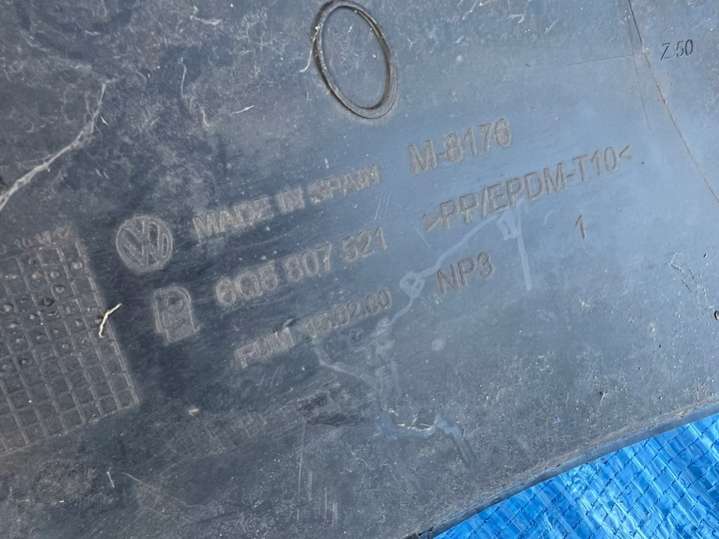 Z 50
M-8176
MADE IN SPAIN
>PP/EPDM-T10<
6Q5 807 521
1
NP3